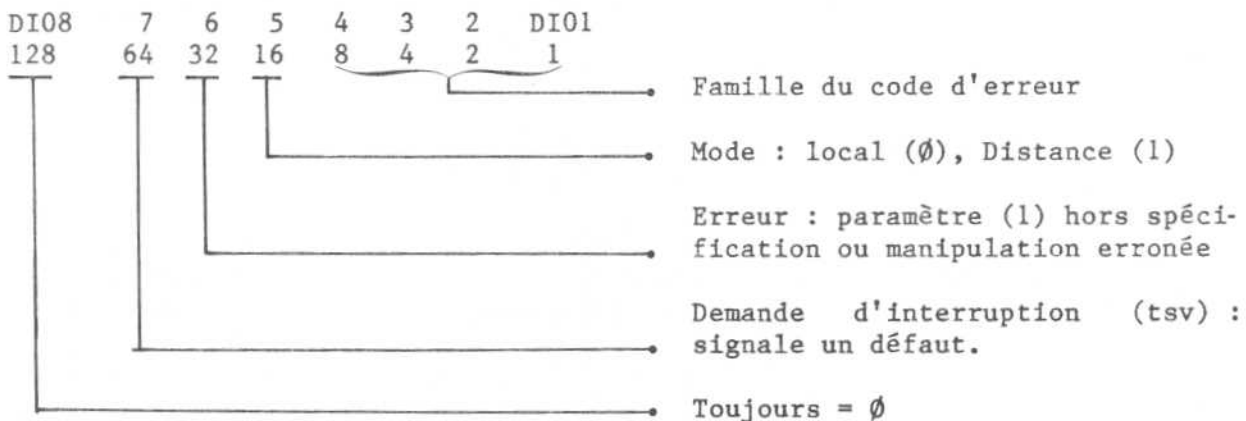 DIO8 7 6 5 4 3 2 DIO1
128 64 32 16 8 4 2 1
Famille du code d'erreur
Mode : local (Ø), Distance (1)
Erreur : paramètre (1) hors spéci-
fication ou manipulation erronée
Demande d'interruption (tsv) :
signale un défaut.
Toujours = Ø